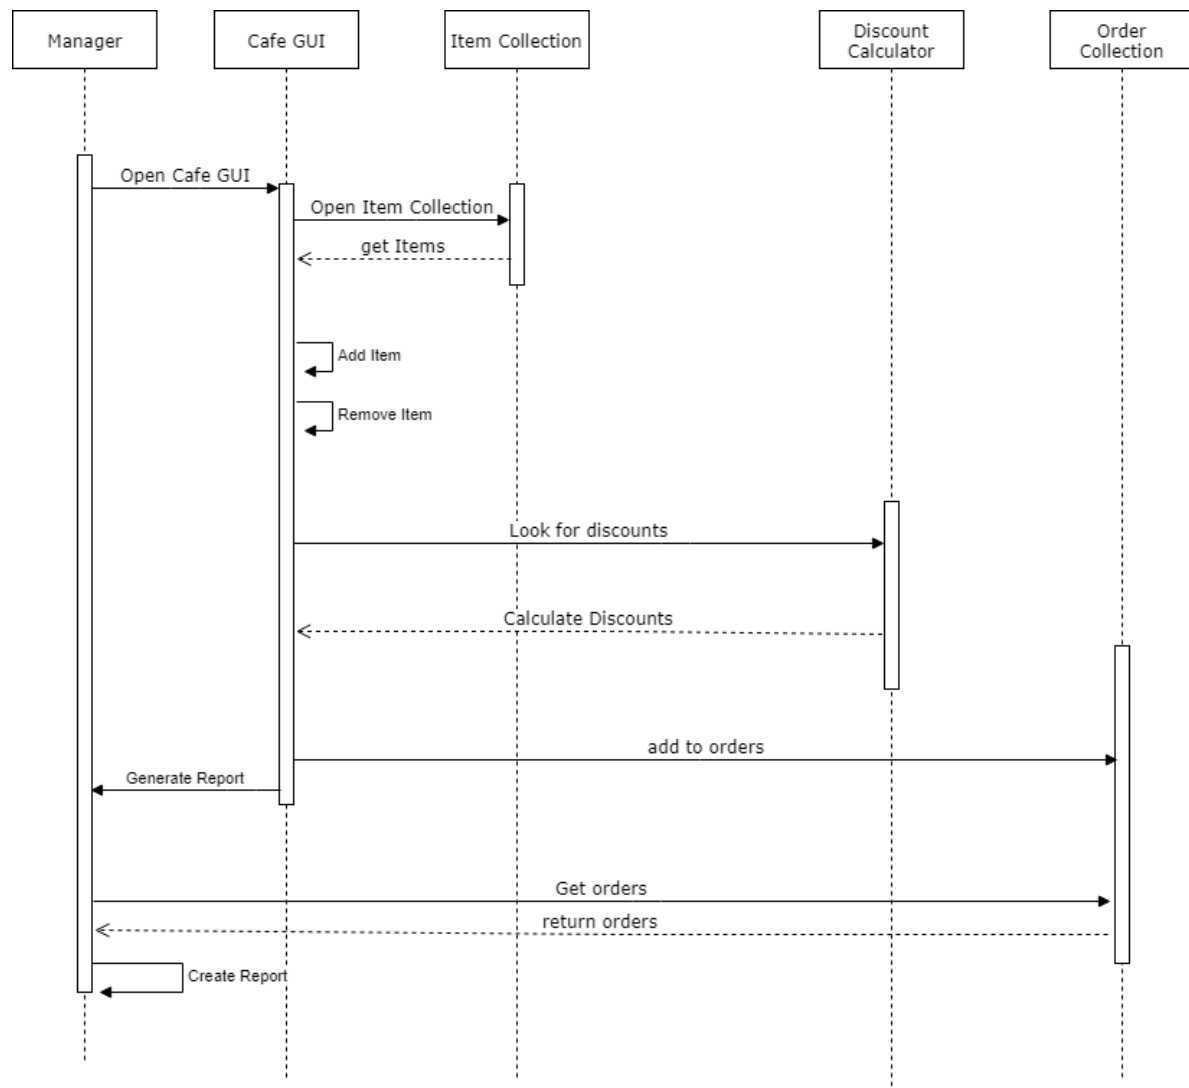 Manager
Cafe GUI
Item Collection
Discount
Calculator
Order
Collection
Open Cafe GUI
Open Item Collection
get Items
Add Item
Remove Item
Look for discounts
Calculate Discounts
add to orders
Generate Report
Get orders
return orders
Create Report